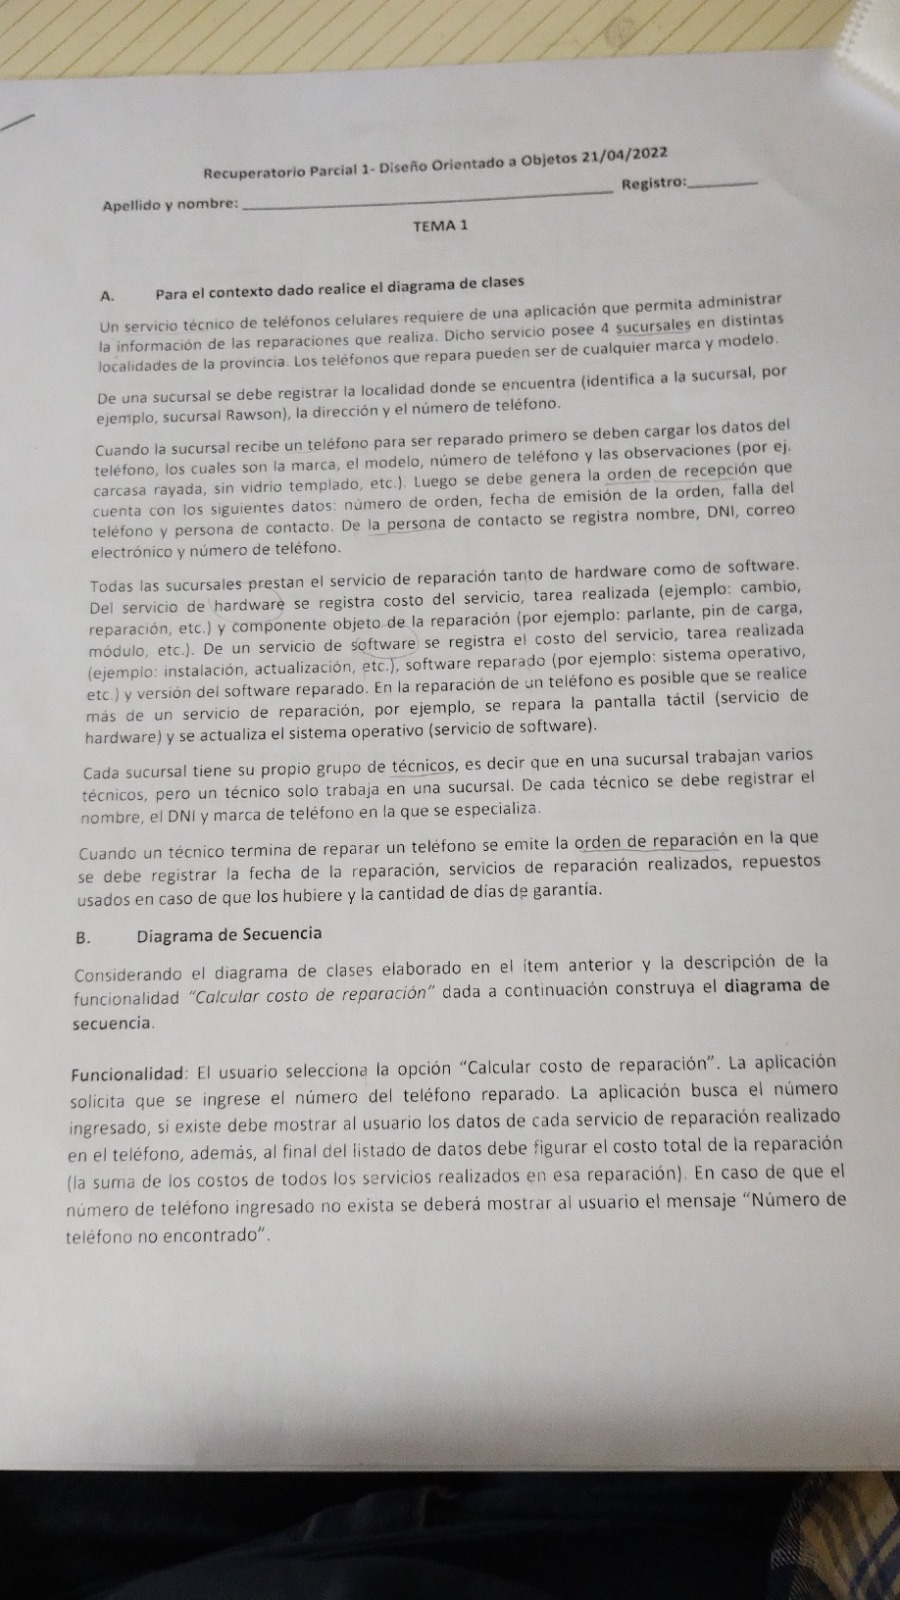 Recuperatorio Parcial 1- Diseño Orientado a Objetos 21/04/2022
Apellido y nombre: Registro:
TEMA 1
A. Para el contexto dado realice el diagrama de clases
Un servicio técnico de teléfonos celulares requiere de una aplicación que permita administrar
la información de las reparaciones que realiza. Dicho servicio posee 4 sucursales en distintas
localidades de la provincia. Los teléfonos que repara pueden ser de cualquier marca y modelo.
De una sucursal se debe registrar la localidad donde se encuentra (identifica a la sucursal, por
ejemplo, sucursal Rawson), la dirección y el número de teléfono.
Cuando la sucursal recibe un teléfono para ser reparado primero se deben cargar los datos del
teléfono, los cuales son la marca, el modelo, número de teléfono y las observaciones (por ej.
carcasa rayada, sin vidrio templado, etc.). Luego se debe genera la orden de recepción que
cuenta con los siguientes datos: número de orden, fecha de emisión de la orden, falla del
teléfono y persona de contacto. De la persona de contacto se registra nombre, DNI, correo
electrónico y número de teléfono.
Todas las sucursales prestan el servicio de reparación tanto de hardware como de software.
Del servicio de hardware se registra costo del servicio, tarea realizada (ejemplo: cambio,
reparación, etc.) y componente objeto de la reparación (por ejemplo: parlante, pin de carga,
módulo, etc.). De un servicio de software se registra el costo del servicio, tarea realizada
(ejemplo: instalación, actualización, etc.), software reparado (por ejemplo: sistema operativo,
etc.) y versión del software reparado. En la reparación de un teléfono es posible que se realice
más de un servicio de reparación, por ejemplo, se repara la pantalla táctil (servicio de
hardware) y se actualiza el sistema operativo (servicio de software).
Cada sucursal tiene su propio grupo de técnicos, es decir que en una sucursal trabajan varios
técnicos, pero un técnico solo trabaja en una sucursal. De cada técnico se debe registrar el
nombre, el DNI y marca de teléfono en la que se especializa.
Cuando un técnico termina de reparar un teléfono se emite la orden de reparación en la que
se debe registrar la fecha de la reparación, servicios de reparación realizados, repuestos
usados en caso de que los hubiere y la cantidad de días de garantía.
B. Diagrama de Secuencia
Considerando el diagrama de clases elaborado en el ítem anterior y la descripción de la
funcionalidad "Calcular costo de reparación" dada a continuación construya el diagrama de
secuencia.
Funcionalidad: El usuario selecciona la opción "Calcular costo de reparación". La aplicación
solicita que se ingrese el número del teléfono reparado. La aplicación busca el número
ingresado, si existe debe mostrar al usuario los datos de cada servicio de reparación realizado
en el teléfono, además, al final del listado de datos debe figurar el costo total de la reparación
(la suma de los costos de todos los servicios realizados en esa reparación). En caso de que el
número de teléfono ingresado no exista se deberá mostrar al usuario el mensaje "Número de
teléfono no encontrado".